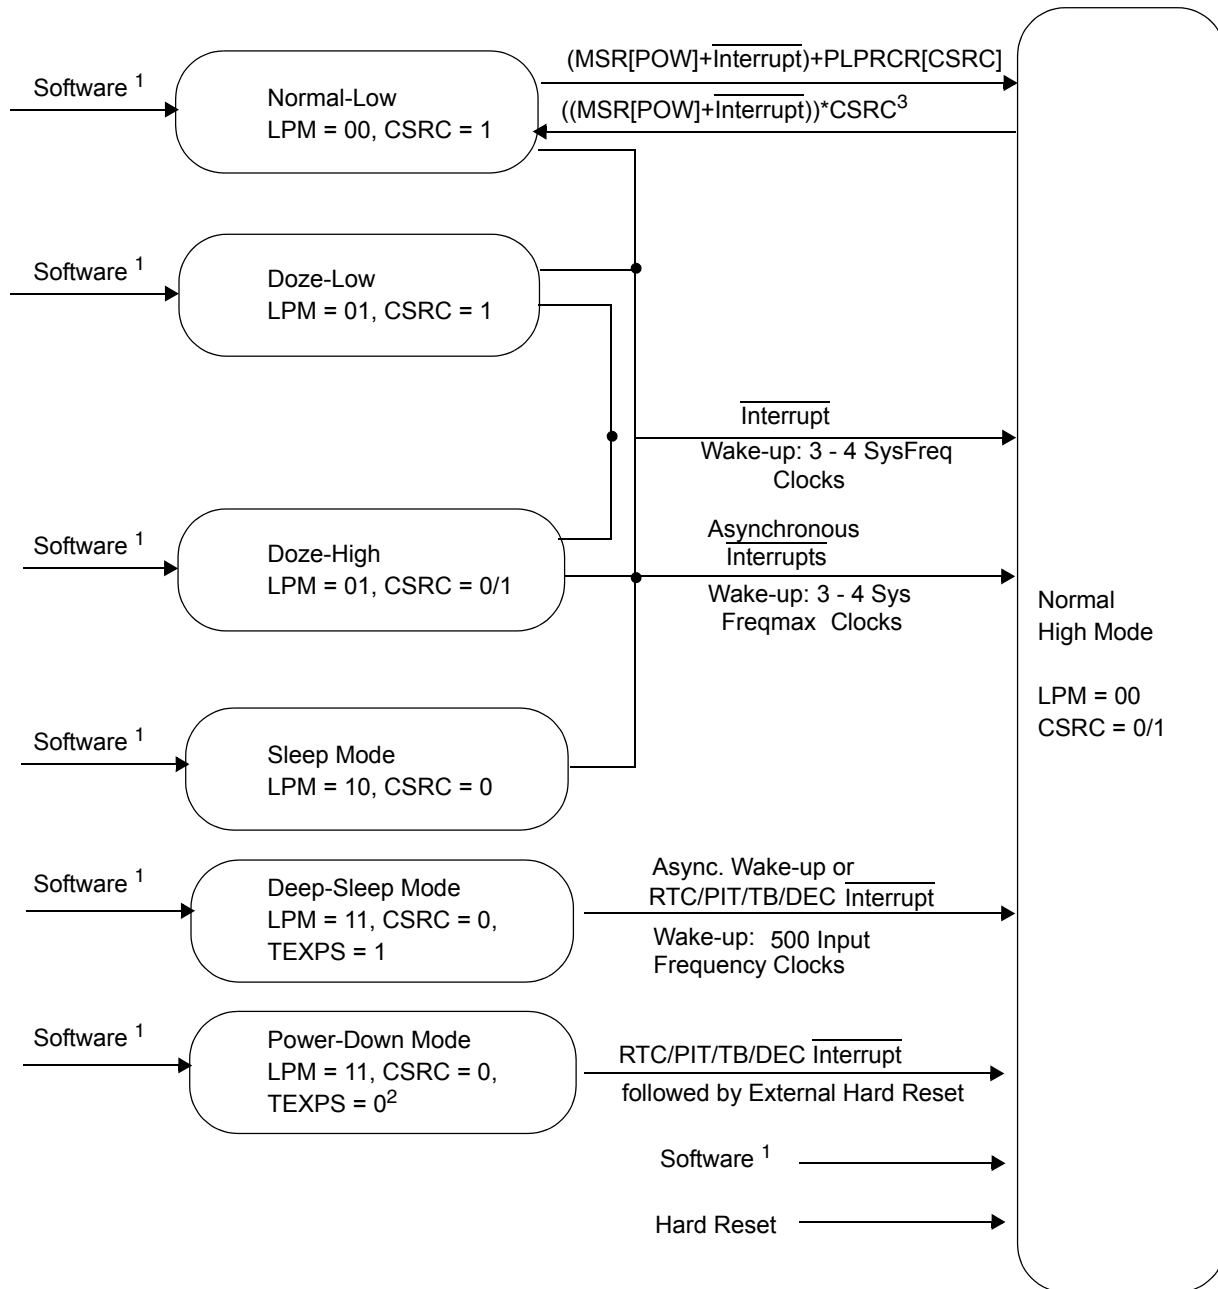 Software 1
Normal-Low
LPM = 00, CSRC = 1
(MSR[POW]+Interrupt)+PLPRCR[CSRC]
((MSR[POW]+Interrupt))*CSRC3
Software 1
Doze-Low
LPM = 01, CSRC = 1
Interrupt
Wake-up: 3 - 4 SysFreq
Clocks
Software 1
Doze-High
LPM = 01, CSRC = 0/1
Asynchronous
Interrupts
Wake-up: 3 - 4 Sys
Freqmax Clocks
Normal
High Mode
LPM = 00
CSRC = 0/1
Software 1
Sleep Mode
LPM = 10, CSRC = 0
Software 1
Deep-Sleep Mode
LPM = 11, CSRC = 0,
TEXPS = 1
Async. Wake-up or
RTC/PIT/TB/DEC Interrupt
Wake-up: 500 Input
Frequency Clocks
Software 1
Power-Down Mode
LPM = 11, CSRC = 0,
TEXPS = 02
RTC/PIT/TB/DEC Interrupt
followed by External Hard Reset
Software 1
Hard Reset